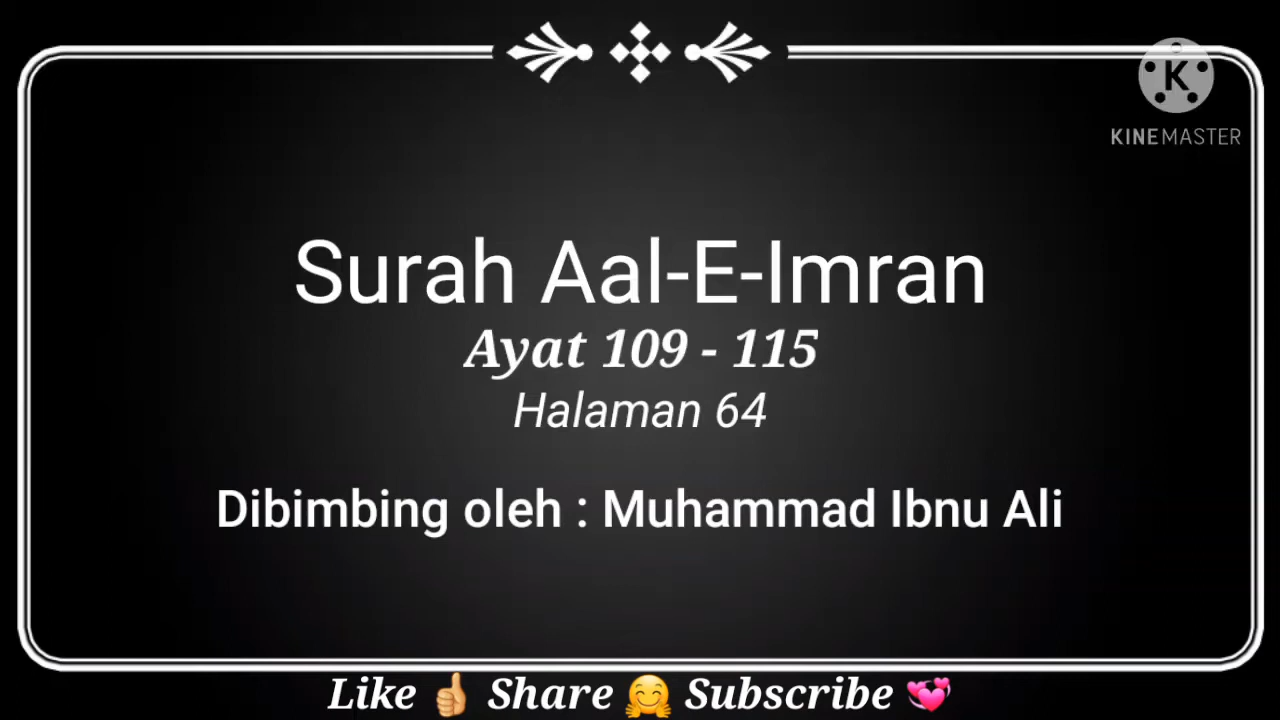 K
KINEMASTER
Surah Aal-E-Imran
Ayat 109 - 115
Halaman 64
Dibimbing oleh : Muhammad Ibnu Ali
Like 👍 Share 🤗 Subscribe 💞